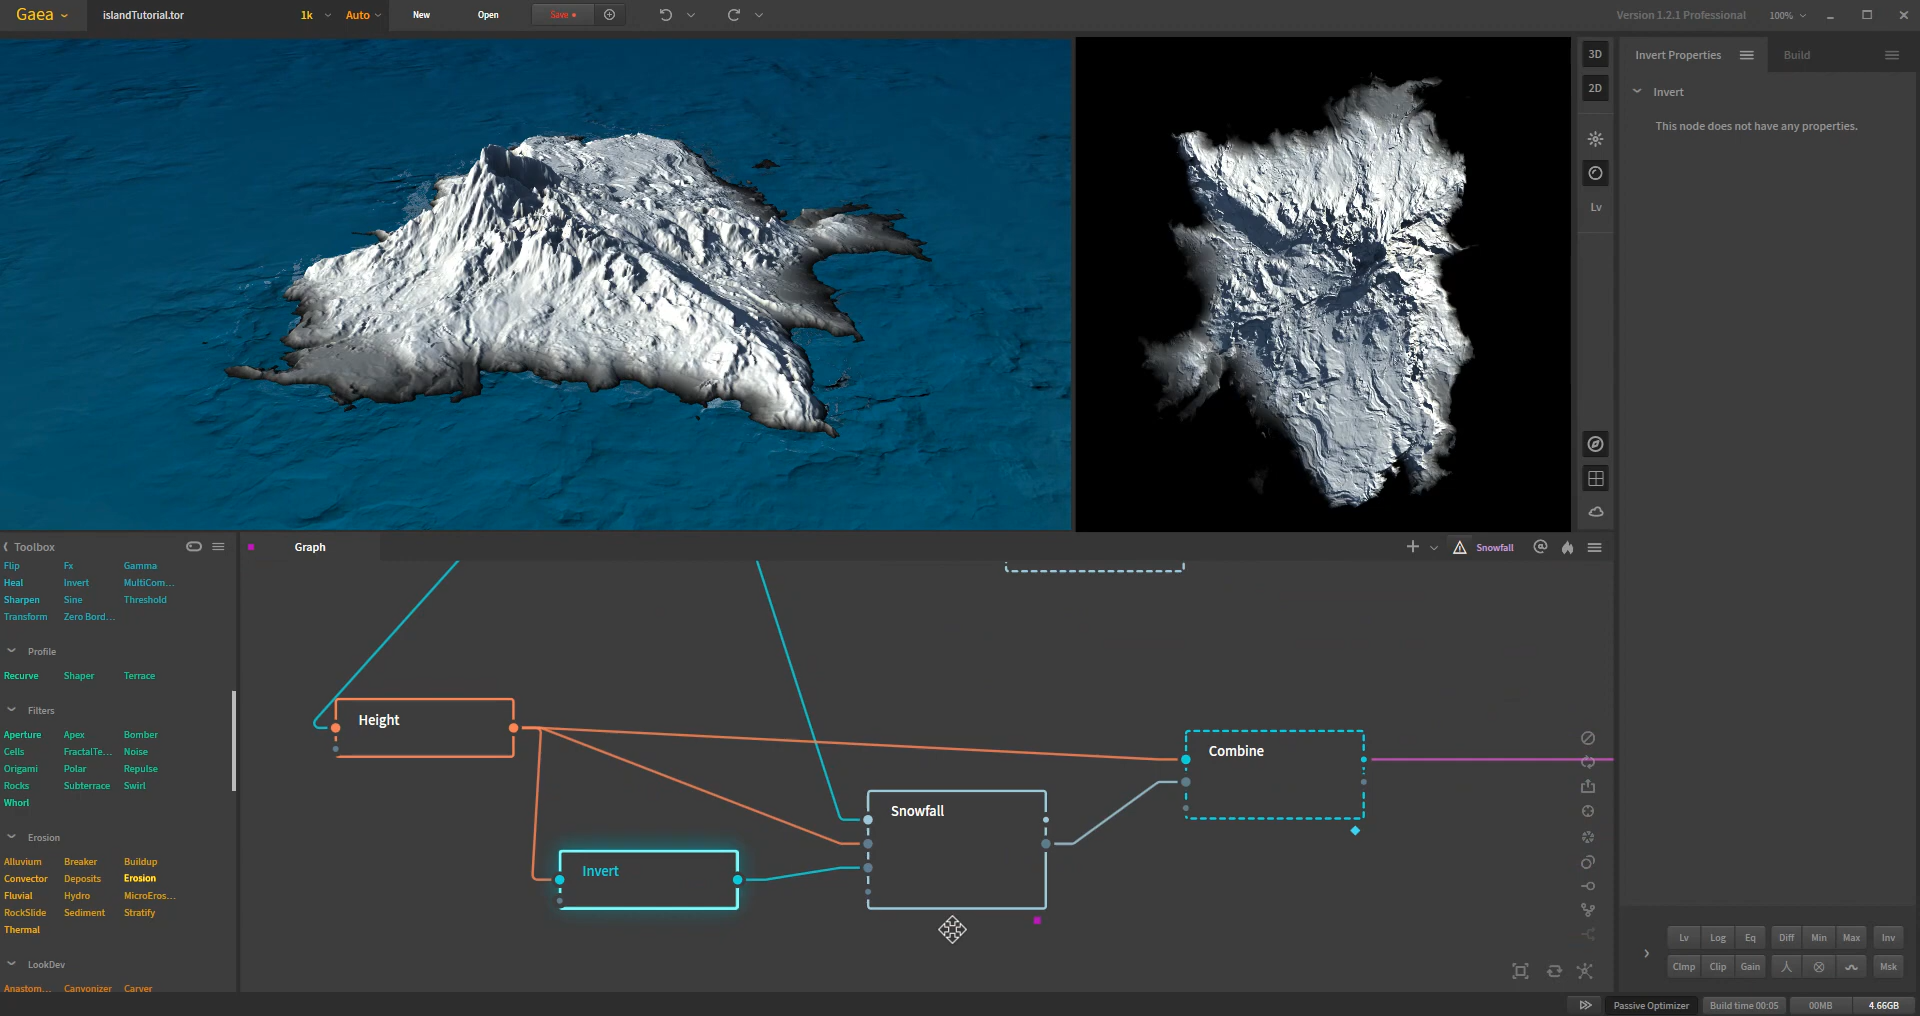 Gaea islandTutorial.tor 1k Auto New Open Save Version 1.2.1 Professional 100%
3D
2D
Lv
Invert Properties Build
Invert
This node does not have any properties.
Toolbox
Flip Fx Gamma
Heal Invert MultiCom...
Sharpen Sine Threshold
Transform Zero Bord...
Profile
Recurve Shaper Terrace
Filters
Aperture Apex Bomber
Cells FractalTe... Noise
Origami Polar Repulse
Rocks Subterrace Swirl
Whorl
Erosion
Alluvium Breaker Buildup
Convector Deposits Erosion
Fluvial Hydro MicroEros...
RockSlide Sediment Stratify
Thermal
LookDev
Anastom... Canyonizer Carver
Graph Snowfall
Height
Combine
Snowfall
Invert
Lv Log Eq Diff Min Max Inv
Clmp Clip Gain Msk
Passive Optimizer Build time 00:05 00MB 4.66GB